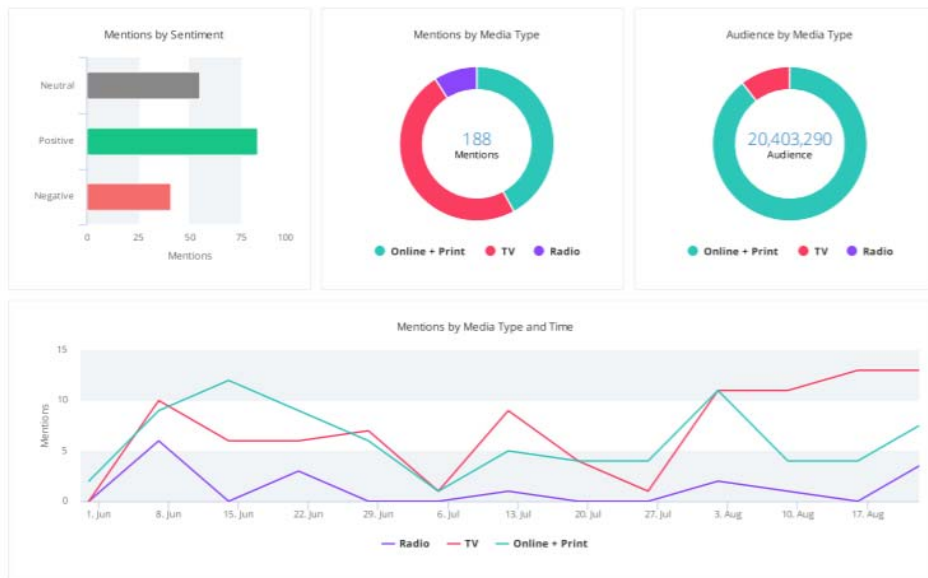 Mentions by Sentiment
Neutral
Positive
Negative
0 25 50 75 100
Mentions
Mentions by Media Type
188
Mentions
Online + Print TV Radio
Audience by Media Type
20,403,290
Audience
Online + Print TV Radio
Mentions by Media Type and Time
Mentions
15
10
5
0
1. Jun 8. Jun 15. Jun 22. Jun 29. Jun 6. Jul 13. Jul 20. Jul 27. Jul 3. Aug 10. Aug 17. Aug
Radio TV Online + Print